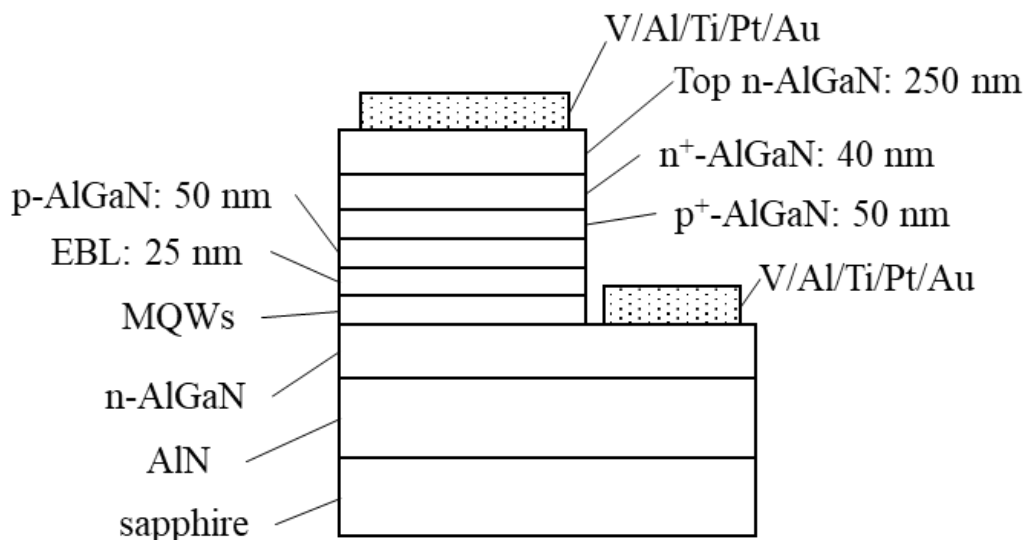 V/Al/Ti/Pt/Au
Top n-AlGaN: 250 nm
n⁺-AlGaN: 40 nm
p⁺-AlGaN: 50 nm
V/Al/Ti/Pt/Au
p-AlGaN: 50 nm
EBL: 25 nm
MQWs
n-AlGaN
AlN
sapphire